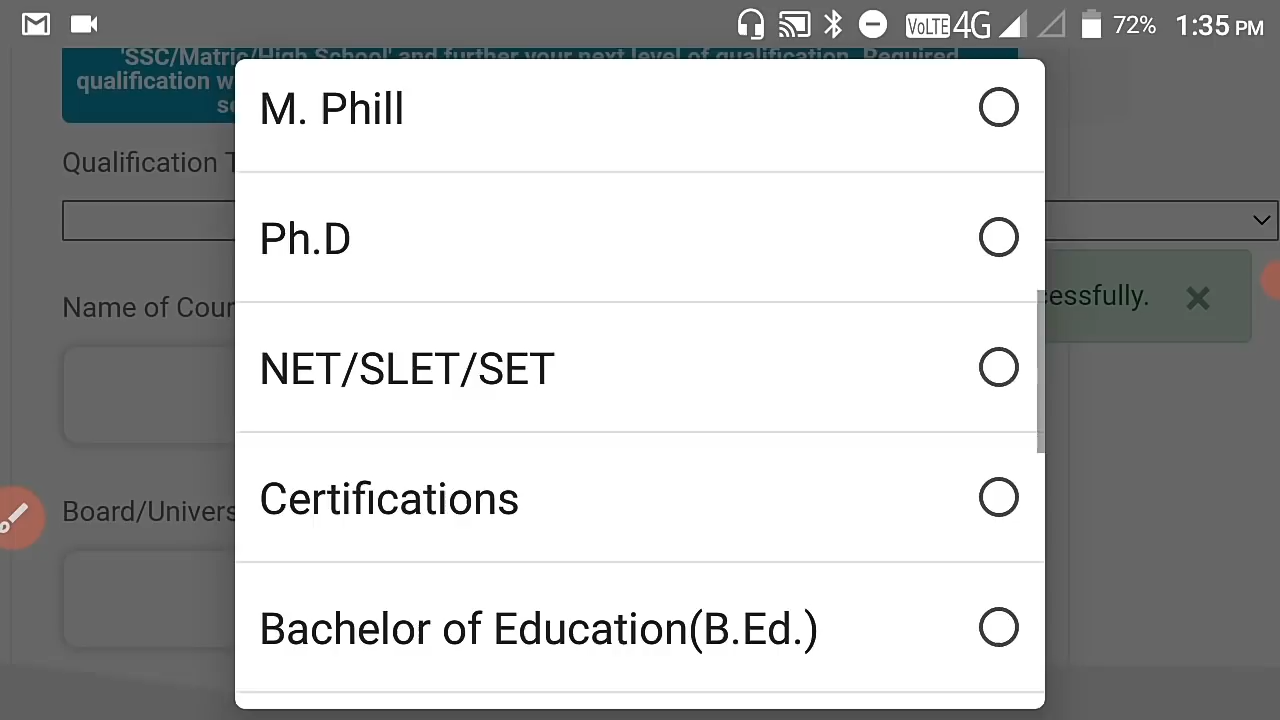 VoLTE 4G 72% 1:35 PM
'SSC/Matric/High School' and further your next level of qualification. Required
qualification
M. Phill
Qualification
Ph.D
Name of
cessfully.
NET/SLET/SET
Certifications
Board/Univers
Bachelor of Education(B.Ed.)